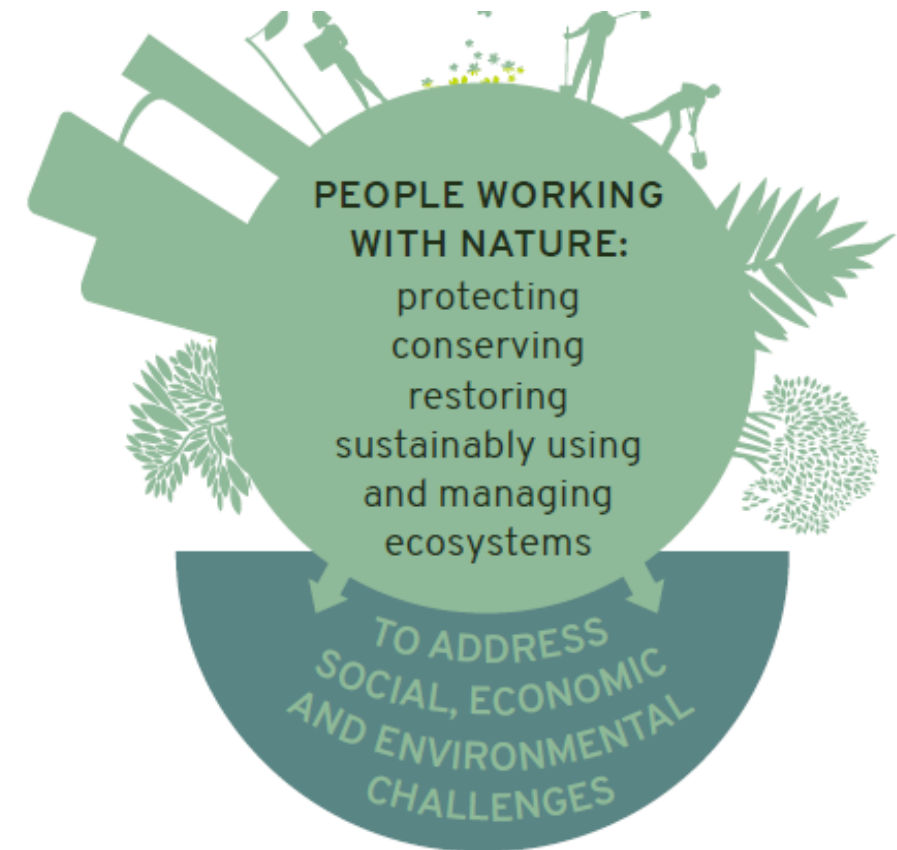 PEOPLE WORKING
WITH NATURE:
protecting
conserving
restoring
sustainably using
and managing
ecosystems
TO ADDRESS
SOCIAL, ECONOMIC
AND ENVIRONMENTAL
CHALLENGES